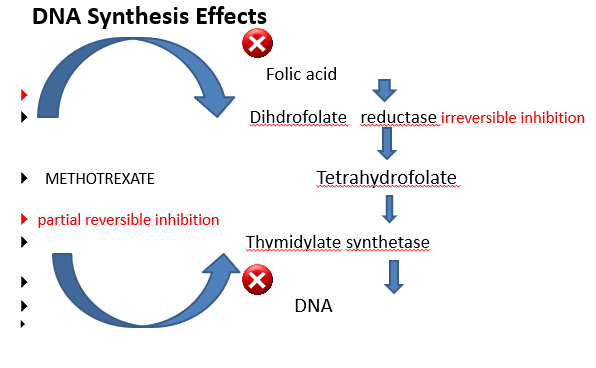 DNA Synthesis Effects
Folic acid
Dihdrofolate reductase irreversible inhibition
METHOTREXATE Tetrahydrofolate
partial reversible inhibition
Thymidylate synthetase
DNA